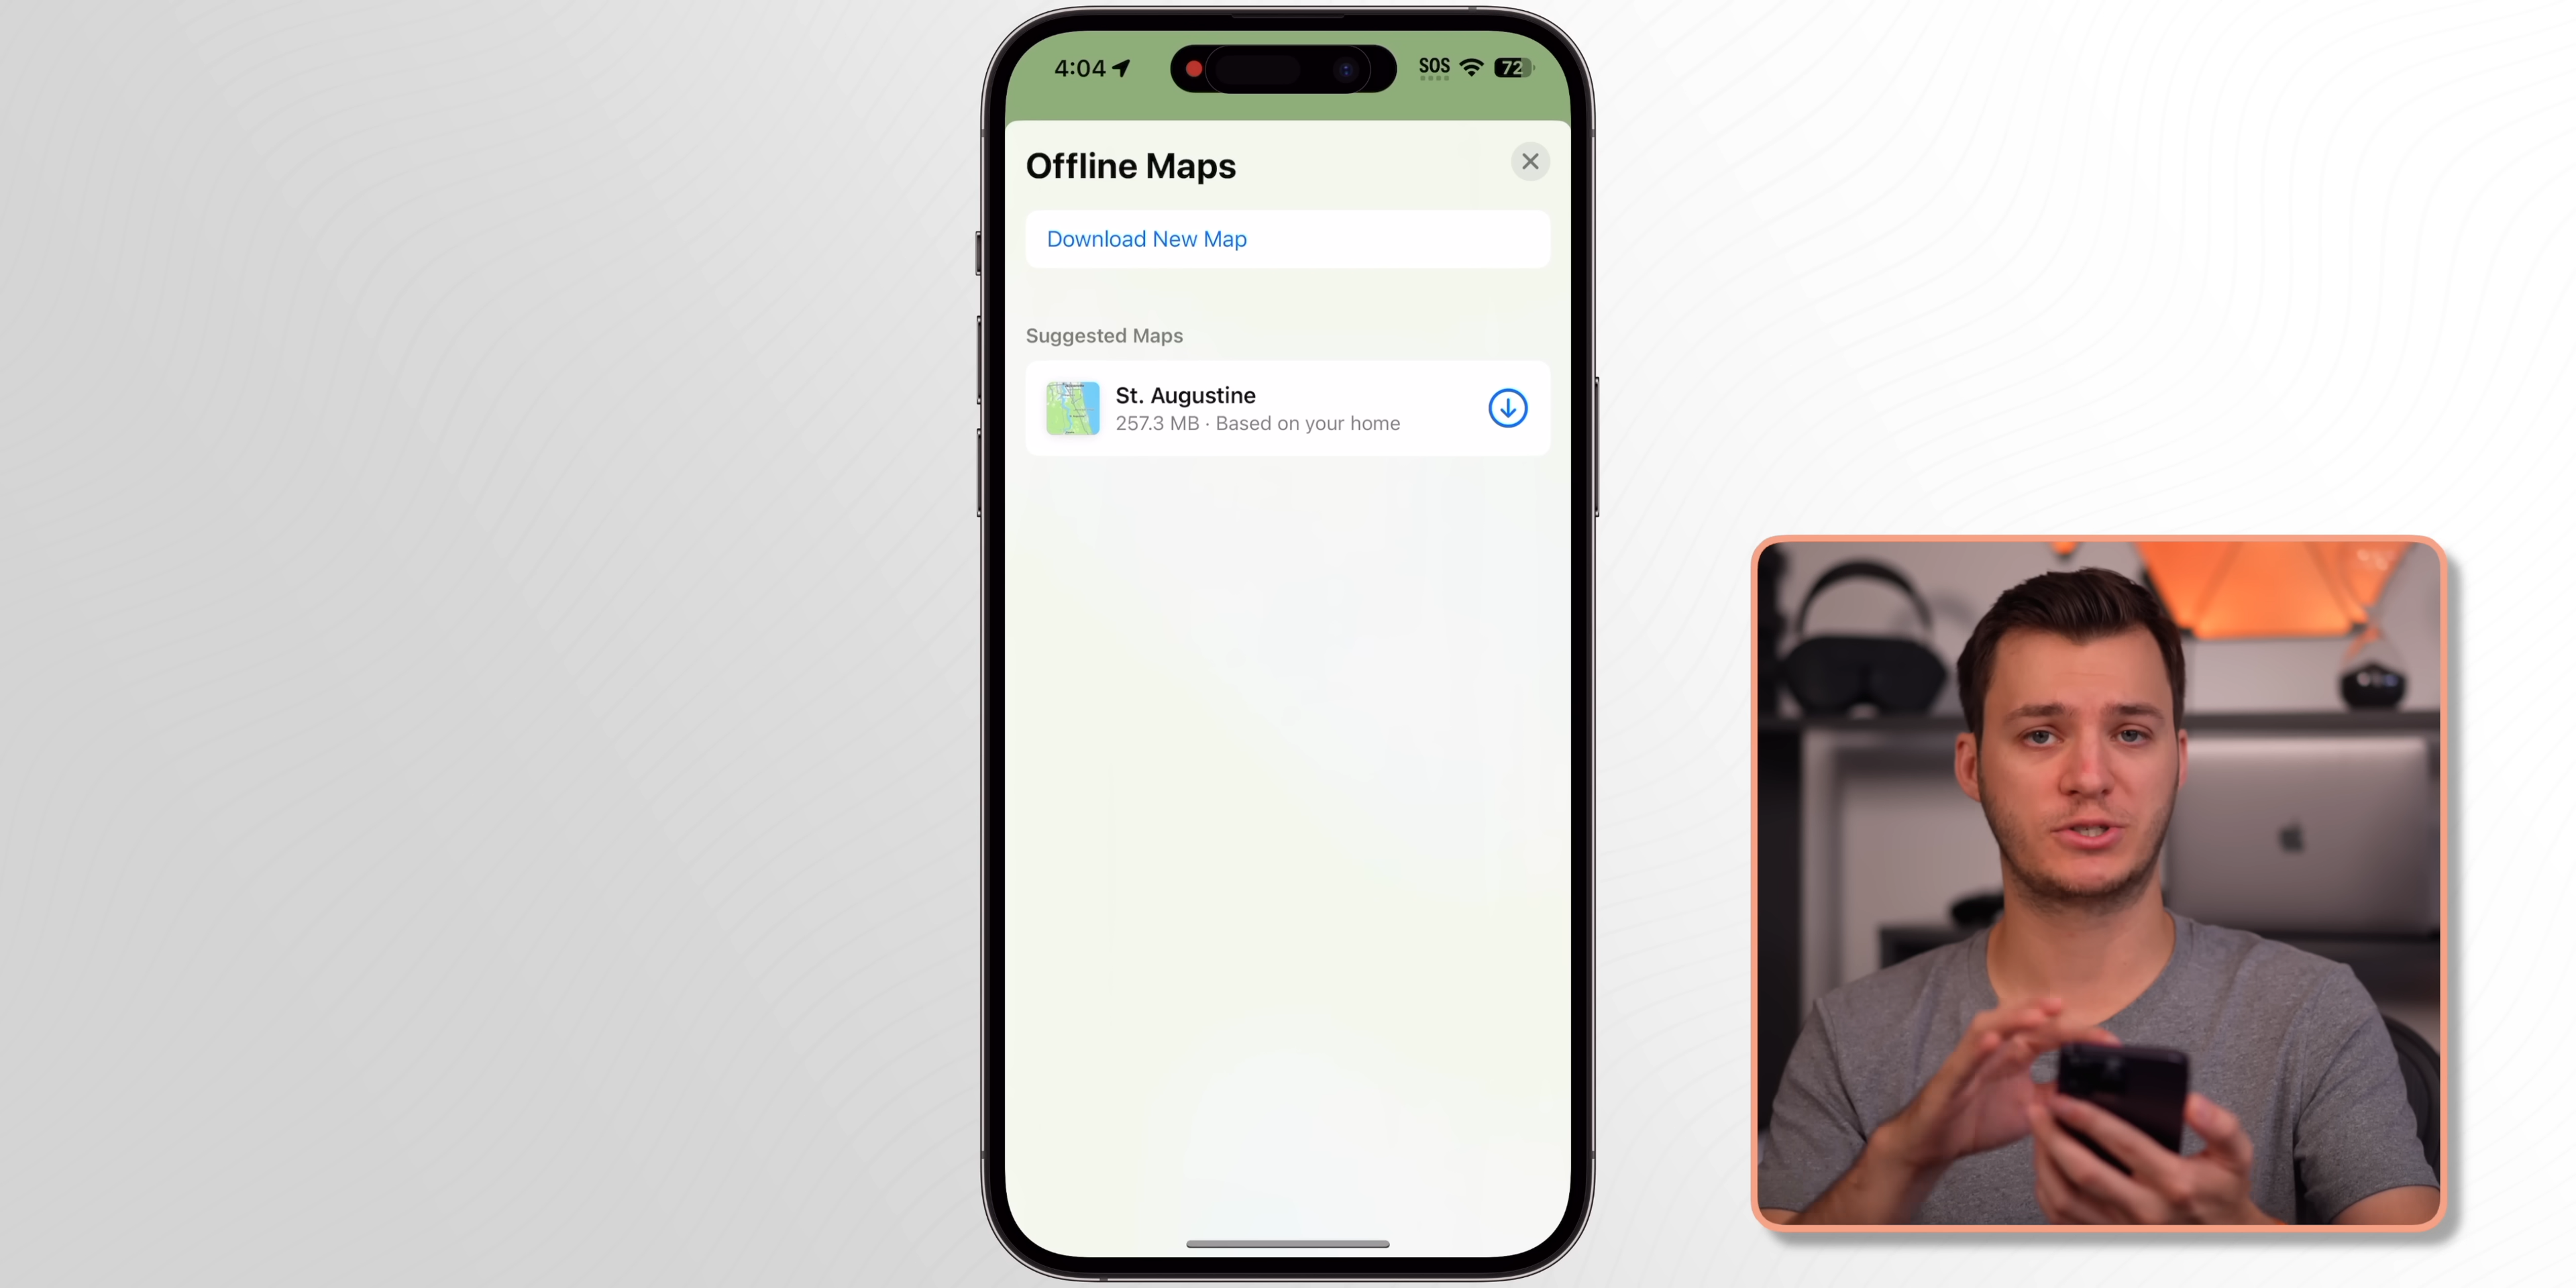 4:04
SOS
72
Offline Maps
Download New Map
Suggested Maps
St. Augustine
257.3 MB · Based on your home